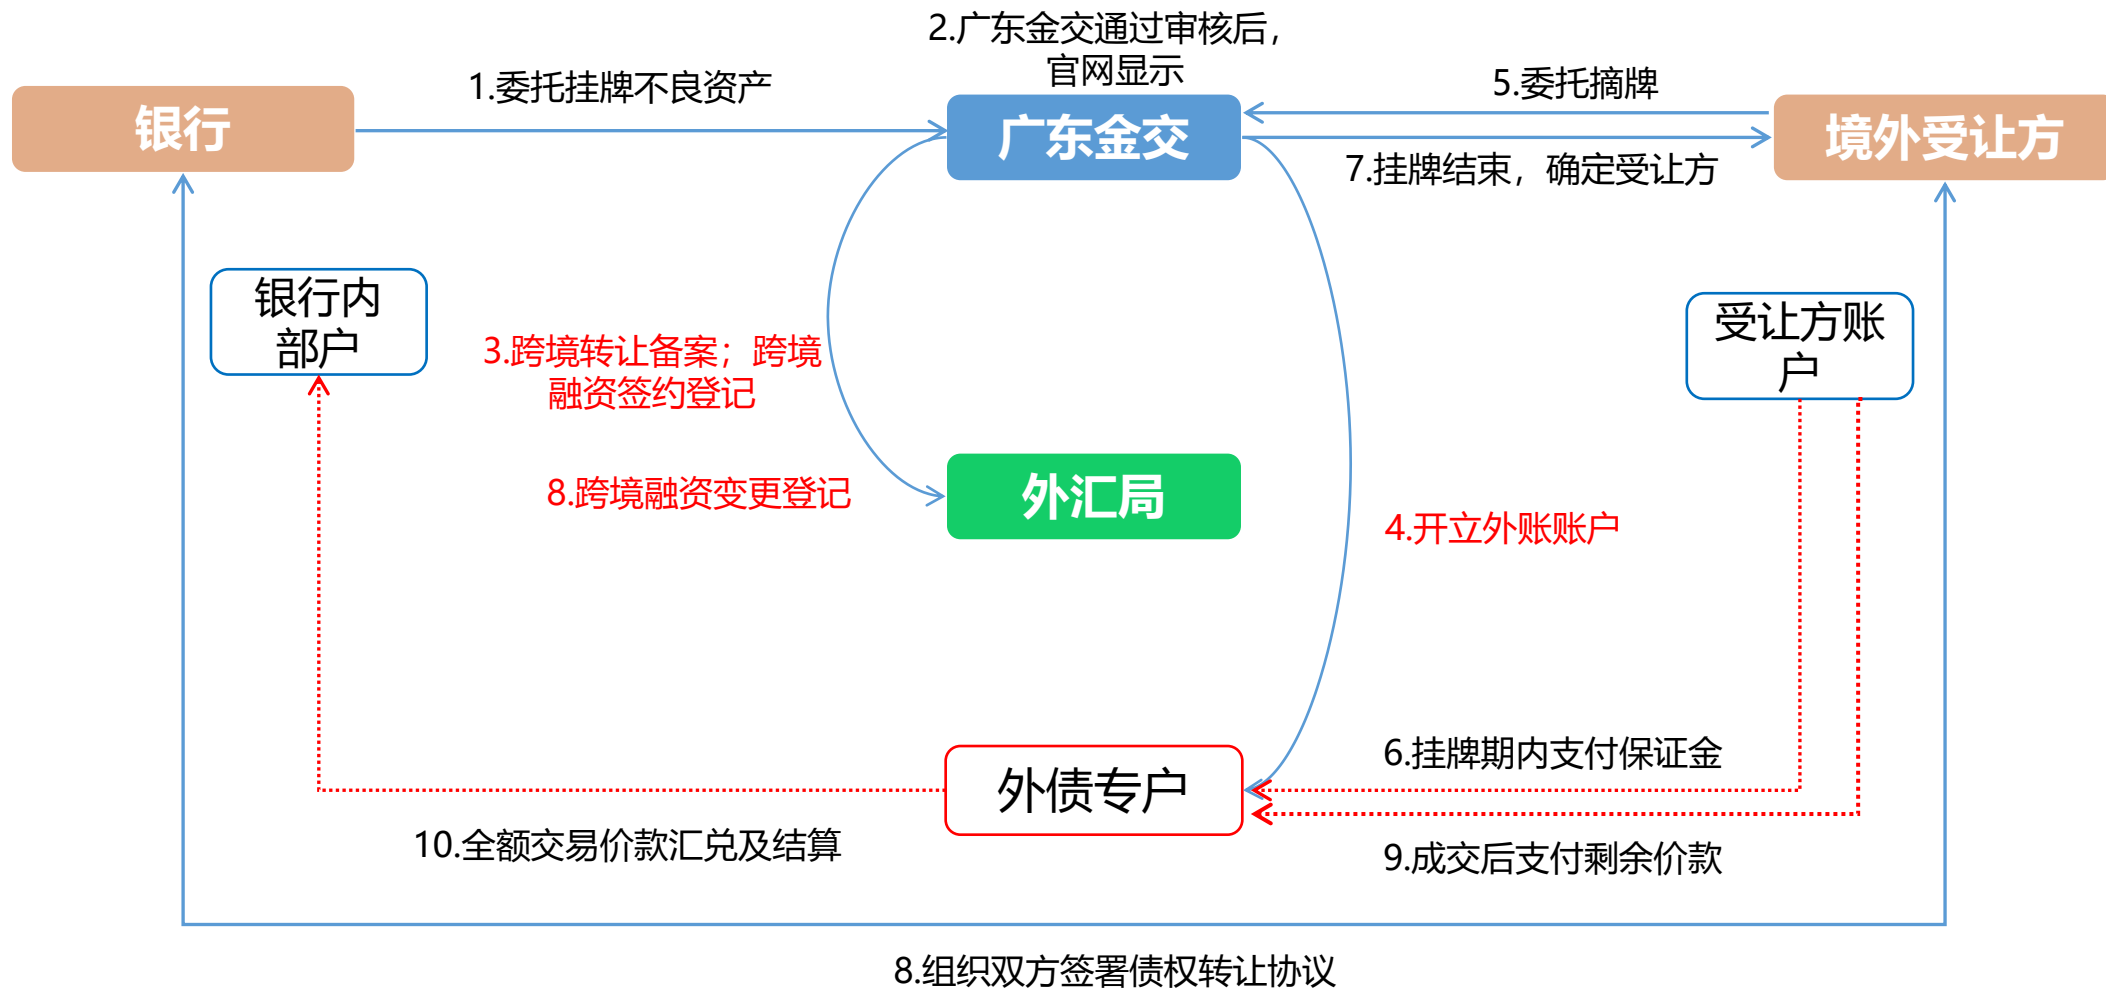 2.广东金交通过审核后，
官网显示
1.委托挂牌不良资产
5.委托摘牌
银行
广东金交
境外受让方
7.挂牌结束，确定受让方
银行内
部户
受让方账
户
3.跨境转让备案；跨境
融资签约登记
8.跨境融资变更登记
外汇局
4.开立外账账户
6.挂牌期内支付保证金
外债专户
10.全额交易价款汇兑及结算
9.成交后支付剩余价款
8.组织双方签署债权转让协议